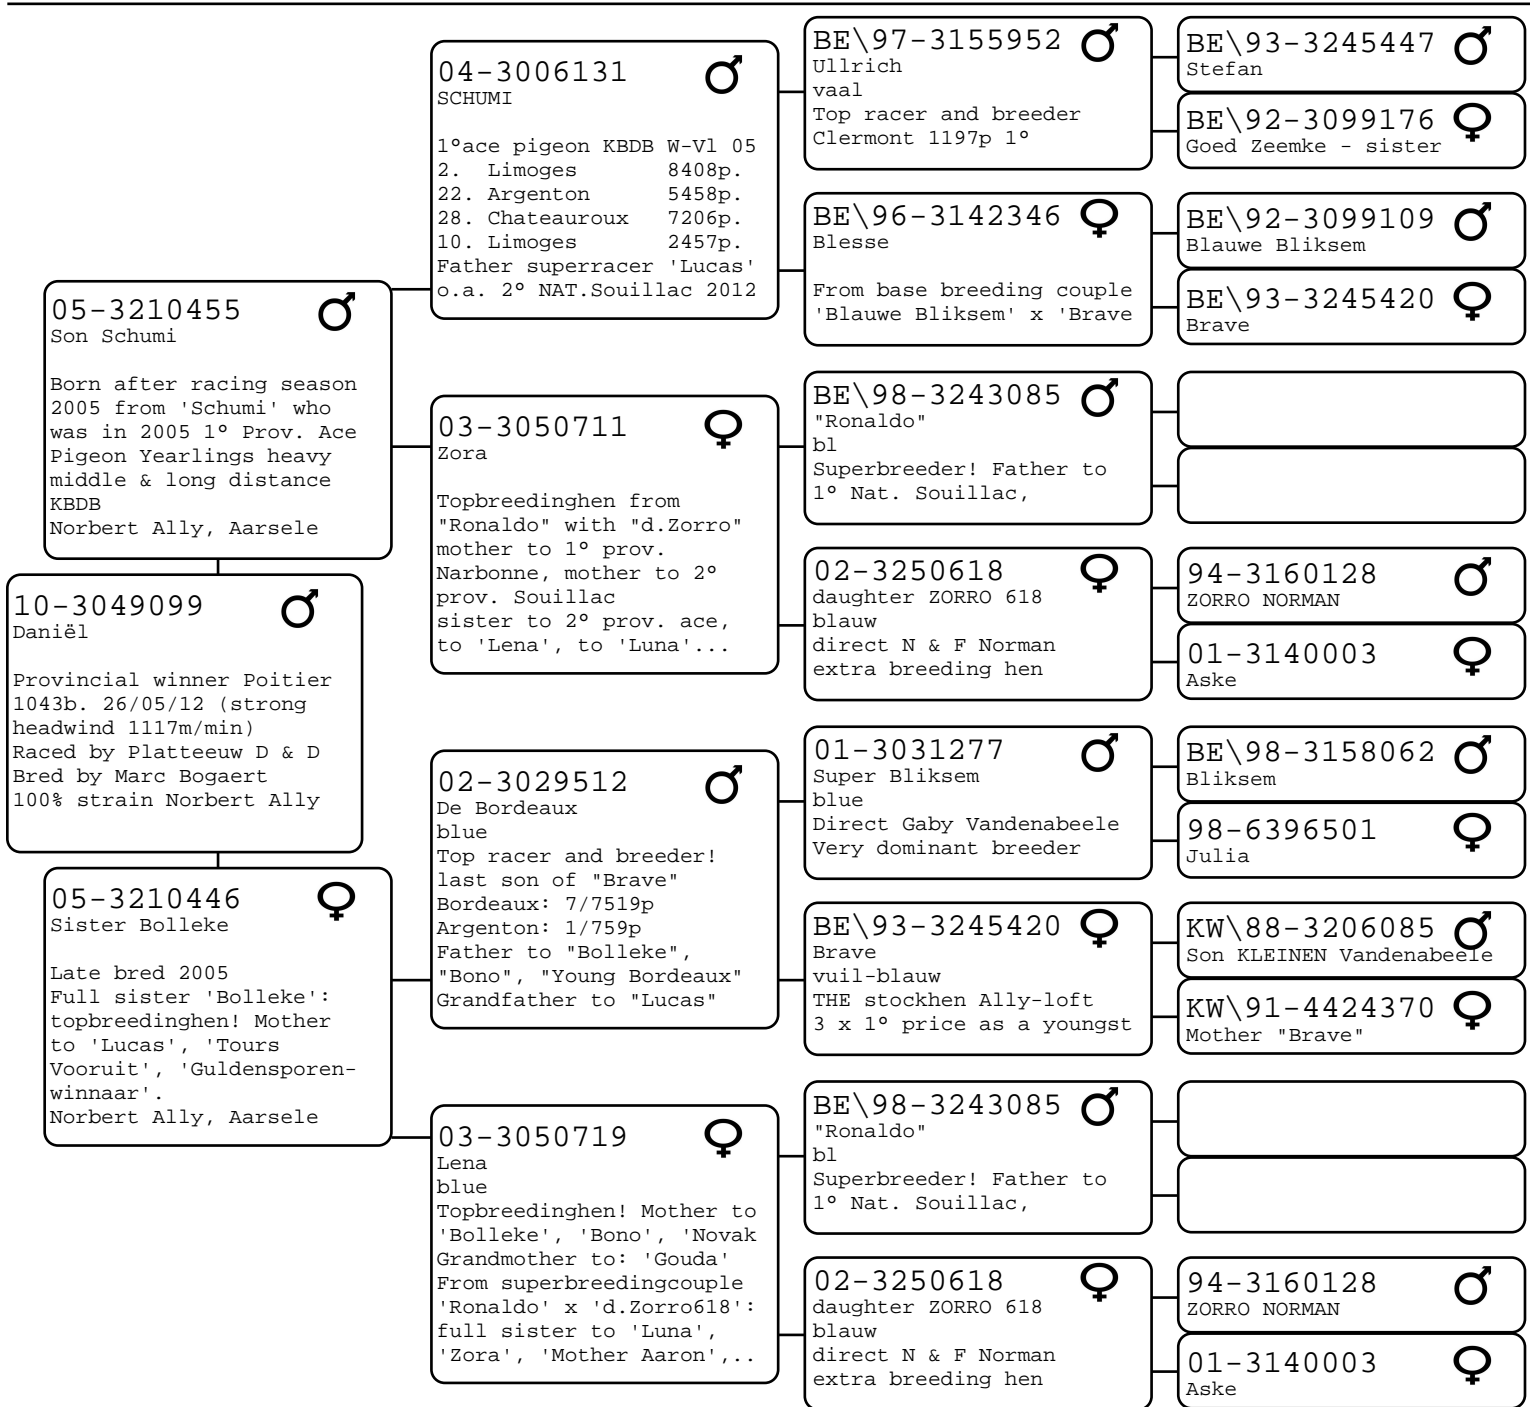 10-3049099
Daniël
Provincial winner Poitier
1043b. 26/05/12 (strong
headwind 1117m/min)
Raced by Platteeuw D & D
Bred by Marc Bogaert
100% strain Norbert Ally
05-3210455
Son Schumi
Born after racing season
2005 from 'Schumi' who
was in 2005 1º Prov. Ace
Pigeon Yearlings heavy
middle & long distance
KBDB
Norbert Ally, Aarsele
05-3210446
Sister Bolleke
Late bred 2005
Full sister 'Bolleke':
topbreedinghen! Mother
to 'Lucas', 'Tours
Vooruit', 'Guldensporen-
winnaar'.
Norbert Ally, Aarsele
04-3006131
SCHUMI
1ºace pigeon KBDB W-Vl 05
2.  Limoges      8408p.
22. Argenton     5458p.
28. Chateauroux  7206p.
10. Limoges      2457p.
Father superracer 'Lucas'
o.a. 2º NAT.Souillac 2012
03-3050711
Zora
Topbreedinghen from
"Ronaldo" with "d.Zorro"
mother to 1º prov.
Narbonne, mother to 2º
prov. Souillac
sister to 2º prov. ace,
to 'Lena', to 'Luna'...
02-3029512
De Bordeaux
blue
Top racer and breeder!
last son of "Brave"
Bordeaux: 7/7519p
Argenton: 1/759p
Father to "Bolleke",
"Bono", "Young Bordeaux"
Grandfather to "Lucas"
03-3050719
Lena
blue
Topbreedinghen! Mother to
'Bolleke', 'Bono', 'Novak
Grandmother to: 'Gouda'
From superbreedingcouple
'Ronaldo' x 'd.Zorro618':
full sister to 'Luna',
'Zora', 'Mother Aaron',..
BE\97-3155952
Ullrich
vaal
Top racer and breeder
Clermont 1197p 1º
BE\96-3142346
Blesse
From base breeding couple
'Blauwe Bliksem' x 'Brave
BE\98-3243085
"Ronaldo"
bl
Superbreeder! Father to
1º Nat. Souillac,
02-3250618
daughter ZORRO 618
blauw
direct N & F Norman
extra breeding hen
01-3031277
Super Bliksem
blue
Direct Gaby Vandenabeele
Very dominant breeder
BE\93-3245420
Brave
vuil-blauw
THE stockhen Ally-loft
3 x 1º price as a youngst
BE\98-3243085
"Ronaldo"
bl
Superbreeder! Father to
1º Nat. Souillac,
02-3250618
daughter ZORRO 618
blauw
direct N & F Norman
extra breeding hen
BE\93-3245447
Stefan
BE\92-3099176
Goed Zeemke - sister
BE\92-3099109
Blauwe Bliksem
BE\93-3245420
Brave
94-3160128
ZORRO NORMAN
01-3140003
Aske
BE\98-3158062
Bliksem
98-6396501
Julia
KW\88-3206085
Son KLEINEN Vandenabeele
KW\91-4424370
Mother "Brave"
94-3160128
ZORRO NORMAN
01-3140003
Aske